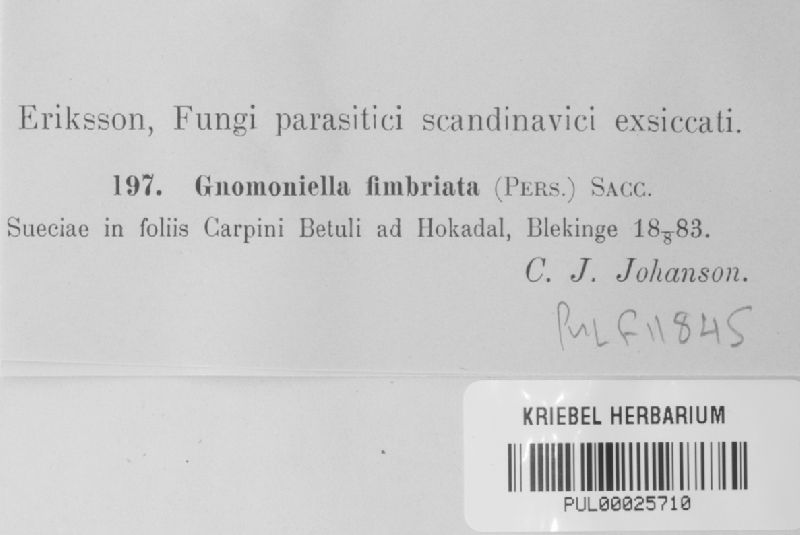 Eriksson, Fungi parasitici scandinavici exsiccati.
197. Gnomoniella fimbriata (PERS.) SACC.
Sueciae in foliis Carpini Betuli ad Hokadal, Blekinge 18 8/ 83.
C. J. Johanson.
PUL F11845
KRIEBEL HERBARIUM
PUL00025710